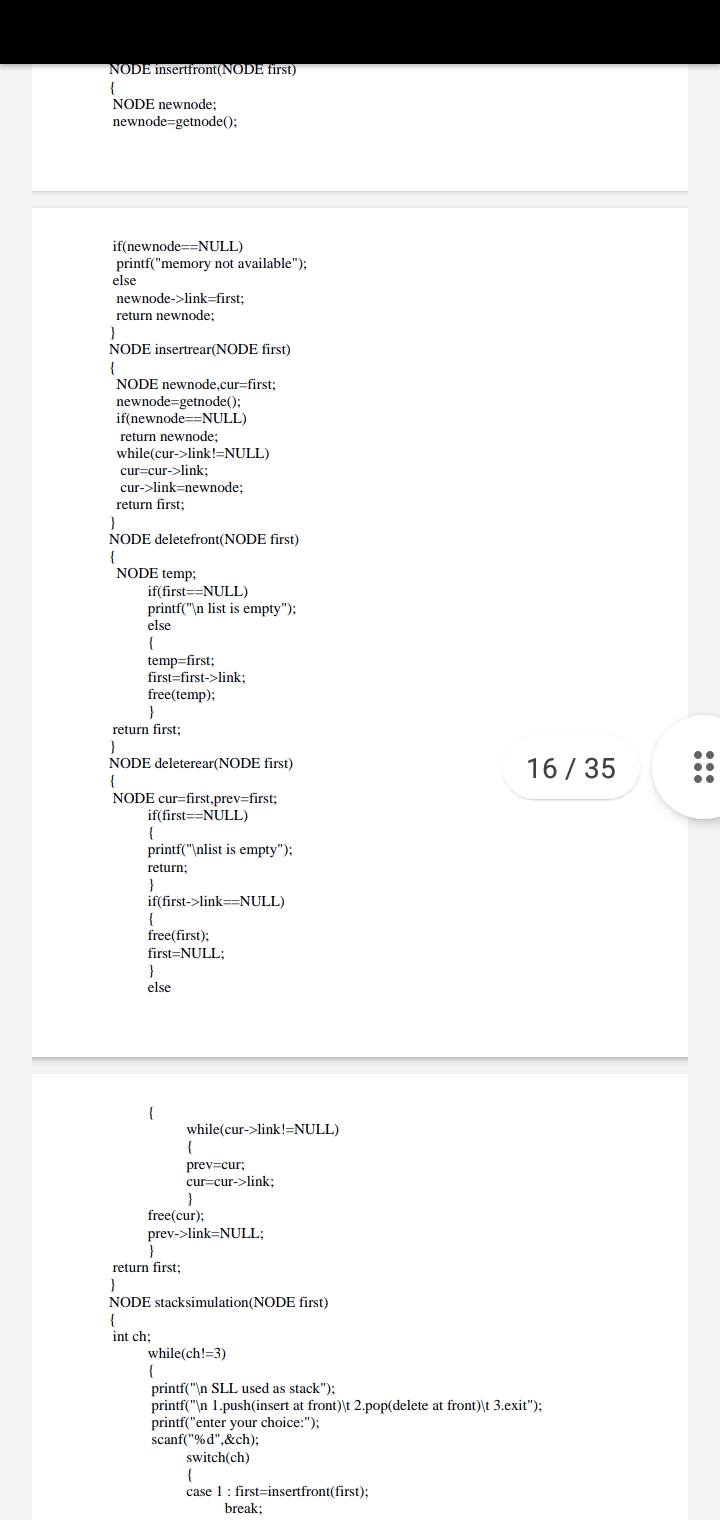 NODE insertfront(NODE first)
{
NODE newnode;
newnode=getnode();
if(newnode==NULL)
printf("memory not available");
else
newnode->link=first;
return newnode;
}
NODE insertrear(NODE first)
{
NODE newnode,cur=first;
newnode=getnode();
if(newnode==NULL)
return newnode;
while(cur->link!=NULL)
cur=cur->link;
cur->link=newnode;
return first;
}
NODE deletefront(NODE first)
{
NODE temp;
if(first==NULL)
printf("\n list is empty");
else
{
temp=first;
first=first->link;
free(temp);
}
return first;
}
NODE deleterear(NODE first)
{
NODE cur=first,prev=first;
if(first==NULL)
{
printf("\nlist is empty");
return;
}
if(first->link==NULL)
{
free(first);
first=NULL;
}
else
16 / 35
{
while(cur->link!=NULL)
{
prev=cur;
cur=cur->link;
}
free(cur);
prev->link=NULL;
}
return first;
}
NODE stacksimulation(NODE first)
{
int ch;
while(ch!=3)
{
printf("\n SLL used as stack");
printf("\n 1.push(insert at front)\t 2.pop(delete at front)\t 3.exit");
printf("enter your choice:");
scanf("%d",&ch);
switch(ch)
{
case 1 : first=insertfront(first);
break;